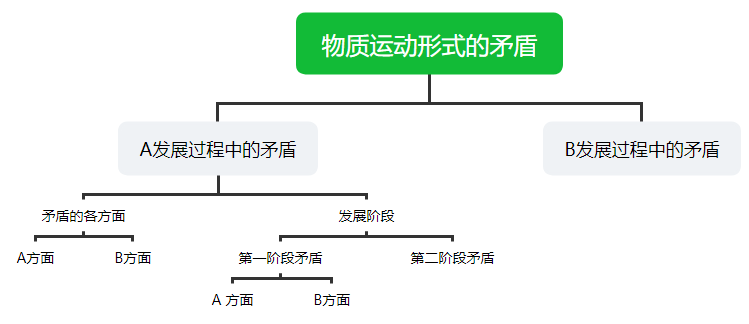 物质运动形式的矛盾
A发展过程中的矛盾
B发展过程中的矛盾
矛盾的各方面
发展阶段
A方面
B方面
第一阶段矛盾
第二阶段矛盾
A 方面
B方面